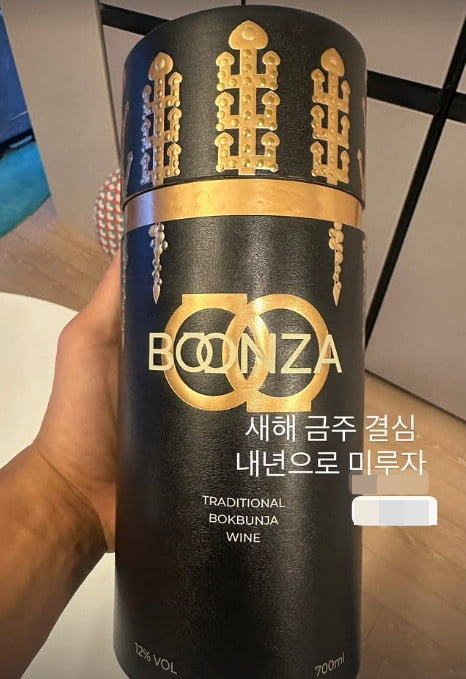 BOONZA
새해 금주 결심
내년으로 미루자
TRADITIONAL
BOKBUNJA
WINE
12% VOL
700ml